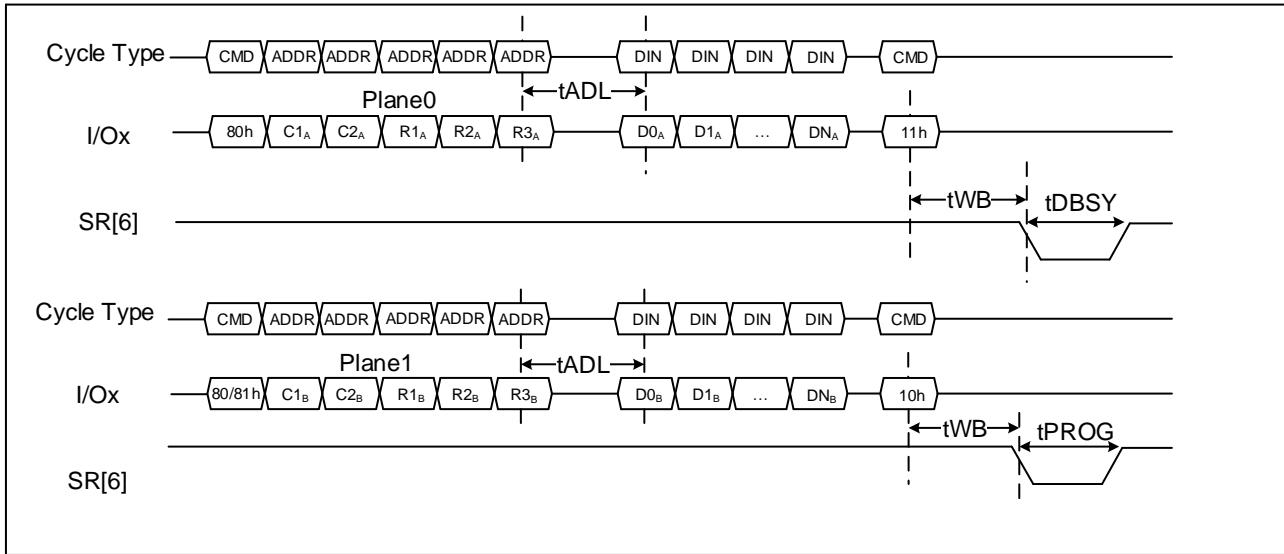 Cycle Type CMD ADDR ADDR ADDR ADDR ADDR DIN DIN DIN DIN CMD
tADL
Plane0
I/Ox 80h C1A C2A R1A R2A R3A D0A D1A ... DNA 11h
tWB tDBSY
SR[6]
Cycle Type CMD ADDR ADDR ADDR ADDR ADDR DIN DIN DIN DIN CMD
Plane1 tADL
I/Ox 80/81h C1B C2B R1B R2B R3B D0B D1B ... DNB 10h
tWB tPROG
SR[6]